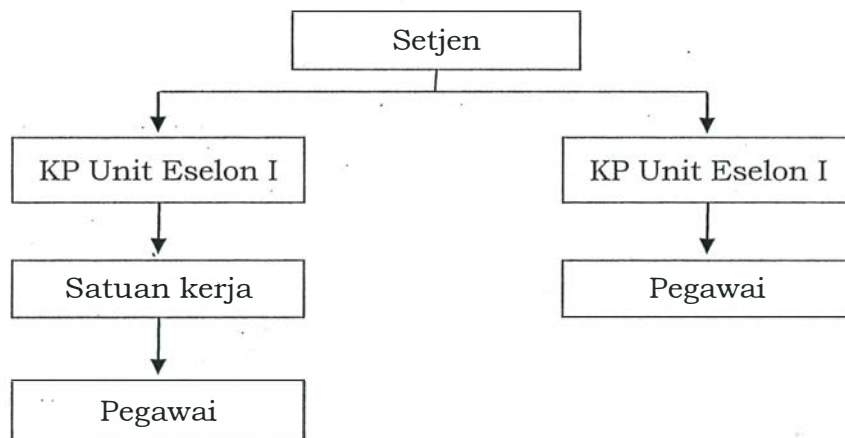 Setjen
KP Unit Eselon I
KP Unit Eselon I
Satuan kerja
Pegawai
Pegawai